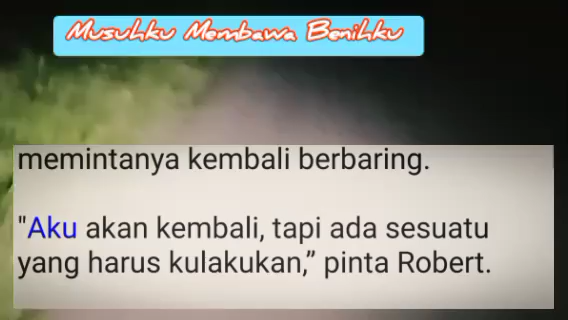 Musuhku Membawa Benihku
memintanya kembali berbaring.
"Aku akan kembali, tapi ada sesuatu
yang harus kulakukan,” pinta Robert.